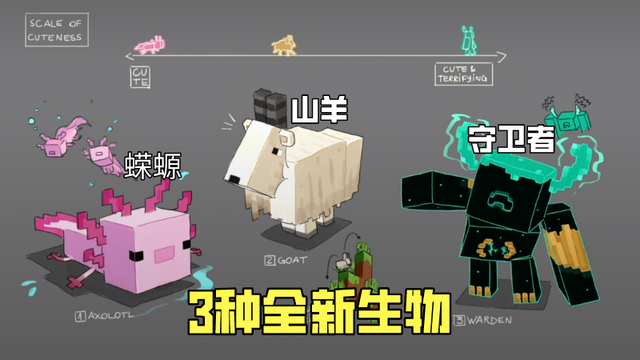 SCALE OF
CUTENESS
CUTE
CUTE &
TERRIFYING
山羊
守卫者
蝾螈
2 GOAT
1 AXOLOTL
3 WARDEN
3种全新生物